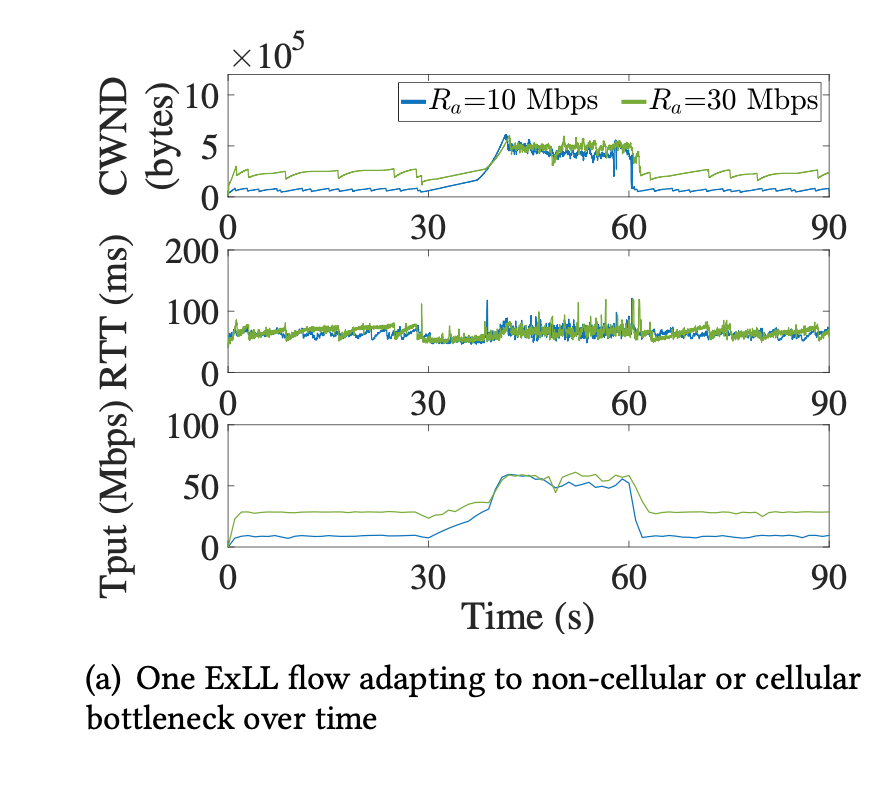 ×10⁵
CWND
(bytes)
10
5
0
R_a=10 Mbps R_a=30 Mbps
0 30 60 90
RTT (ms)
200
100
0
0 30 60 90
Tput (Mbps)
100
50
0
0 30 60 90
Time (s)
(a) One ExLL flow adapting to non-cellular or cellular
bottleneck over time